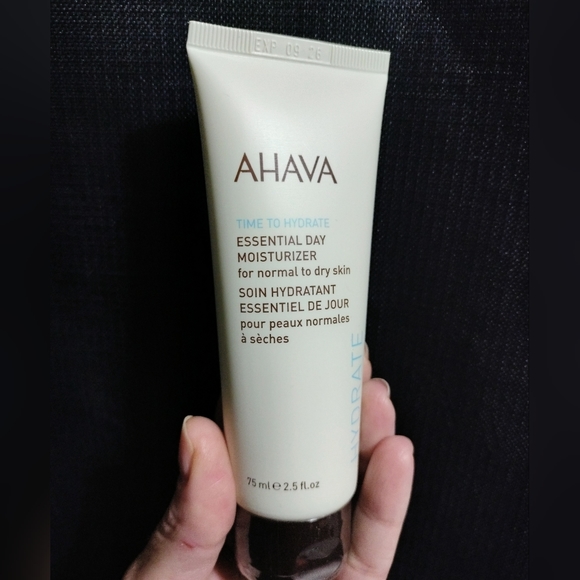 EXP 09 26
AHAVA
TIME TO HYDRATE
ESSENTIAL DAY
MOISTURIZER
for normal to dry skin
SOIN HYDRATANT
ESSENTIEL DE JOUR
pour peaux normales
à sèches
HYDRATE
75 ml ℮ 2.5 fl.oz